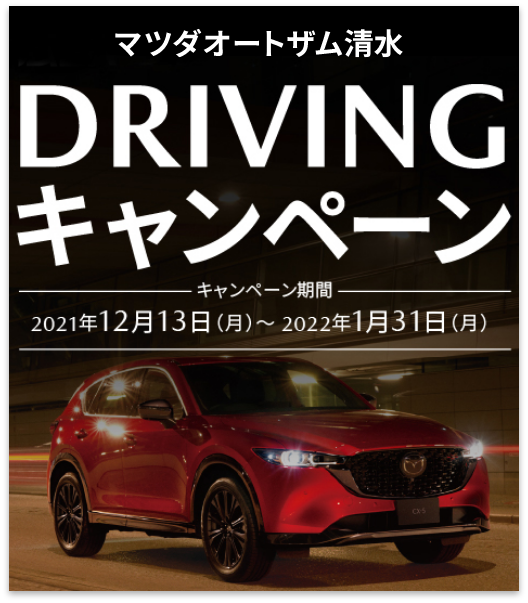 マツダオートザム清水
DRIVING
キャンペーン
キャンペーン期間
2021年12月13日（月）～ 2022年1月31日（月）
CX-5